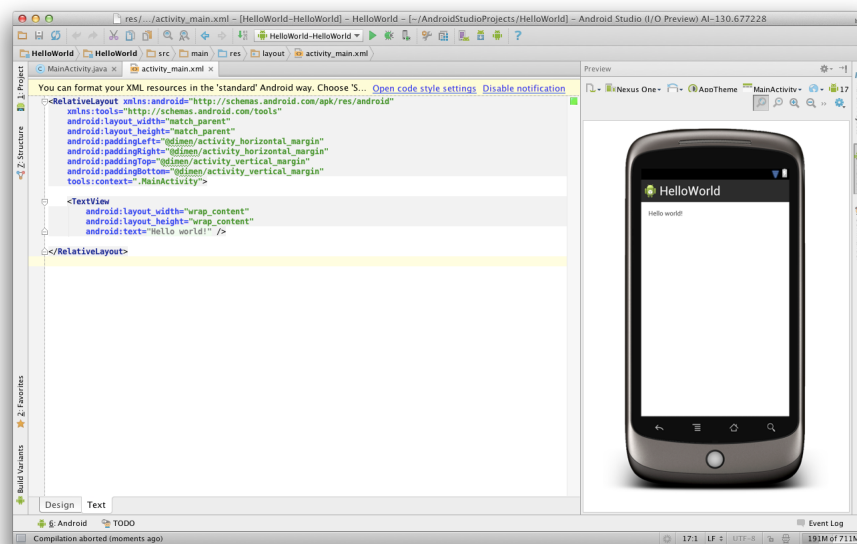 res/.../activity_main.xml – [HelloWorld-HelloWorld] – HelloWorld – [~/AndroidStudioProjects/HelloWorld] – Android Studio (I/O Preview) AI-130.677228
HelloWorld-HelloWorld
HelloWorld HelloWorld src main res layout activity_main.xml
1: Project
Z: Structure
2: Favorites
Build Variants
MainActivity.java × activity_main.xml ×
You can format your XML resources in the 'standard' Android way. Choose 'S... Open code style settings Disable notification
<RelativeLayout xmlns:android="http://schemas.android.com/apk/res/android"
xmlns:tools="http://schemas.android.com/tools"
android:layout_width="match_parent"
android:layout_height="match_parent"
android:paddingLeft="@dimen/activity_horizontal_margin"
android:paddingRight="@dimen/activity_horizontal_margin"
android:paddingTop="@dimen/activity_vertical_margin"
android:paddingBottom="@dimen/activity_vertical_margin"
tools:context=".MainActivity">
<TextView
android:layout_width="wrap_content"
android:layout_height="wrap_content"
android:text="Hello world!" />
</RelativeLayout>
Design Text
Preview
Nexus One AppTheme MainActivity 17
HelloWorld
Hello world!
6: Android TODO
Event Log
Compilation aborted (moments ago)
17:1 LF UTF-8 191M of 711M